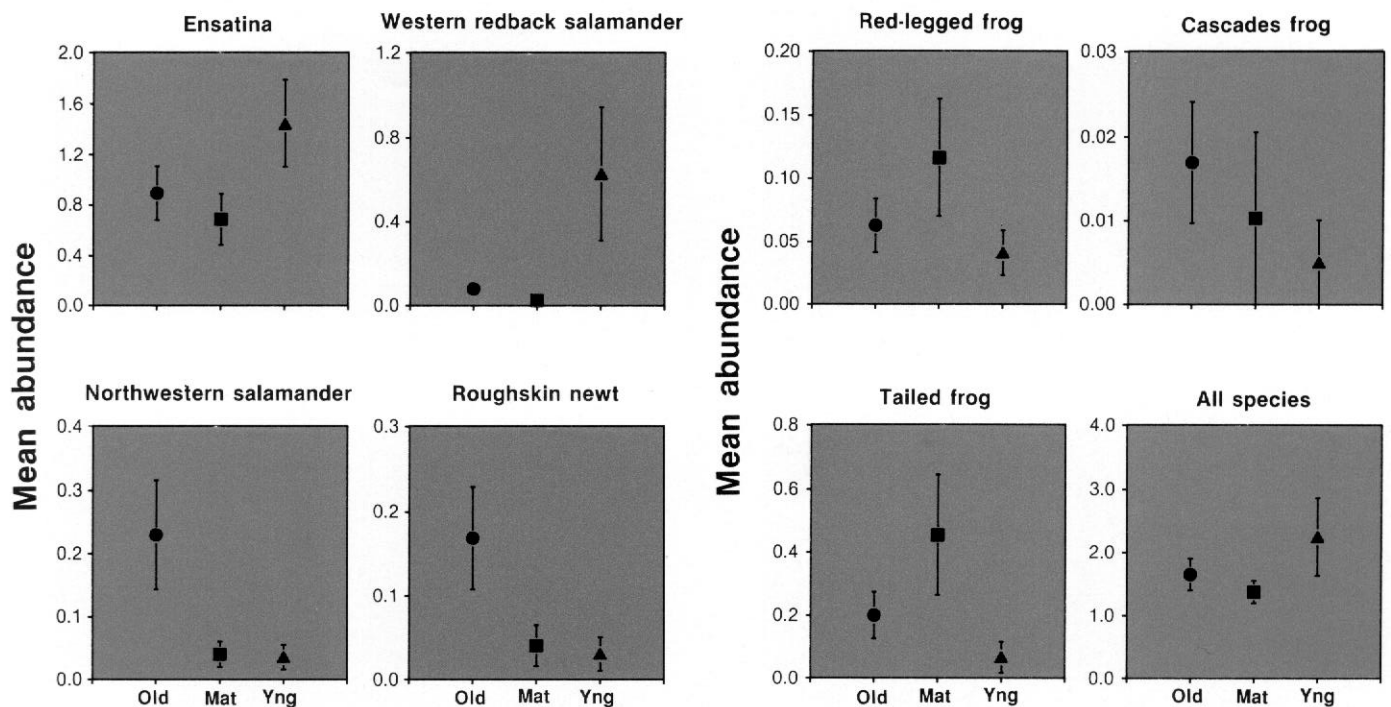 Ensatina
2.0
1.6
1.2
0.8
0.4
0.0
Western redback salamander
1.2
0.8
0.4
0.0
Northwestern salamander
0.4
0.3
0.2
0.1
0.0
Old Mat Yng
Roughskin newt
0.3
0.2
0.1
0.0
Old Mat Yng
Mean abundance
Red-legged frog
0.20
0.15
0.10
0.05
0.00
Cascades frog
0.03
0.02
0.01
0.00
Tailed frog
0.8
0.6
0.4
0.2
0.0
Old Mat Yng
All species
4.0
3.0
2.0
1.0
0.0
Old Mat Yng
Mean abundance